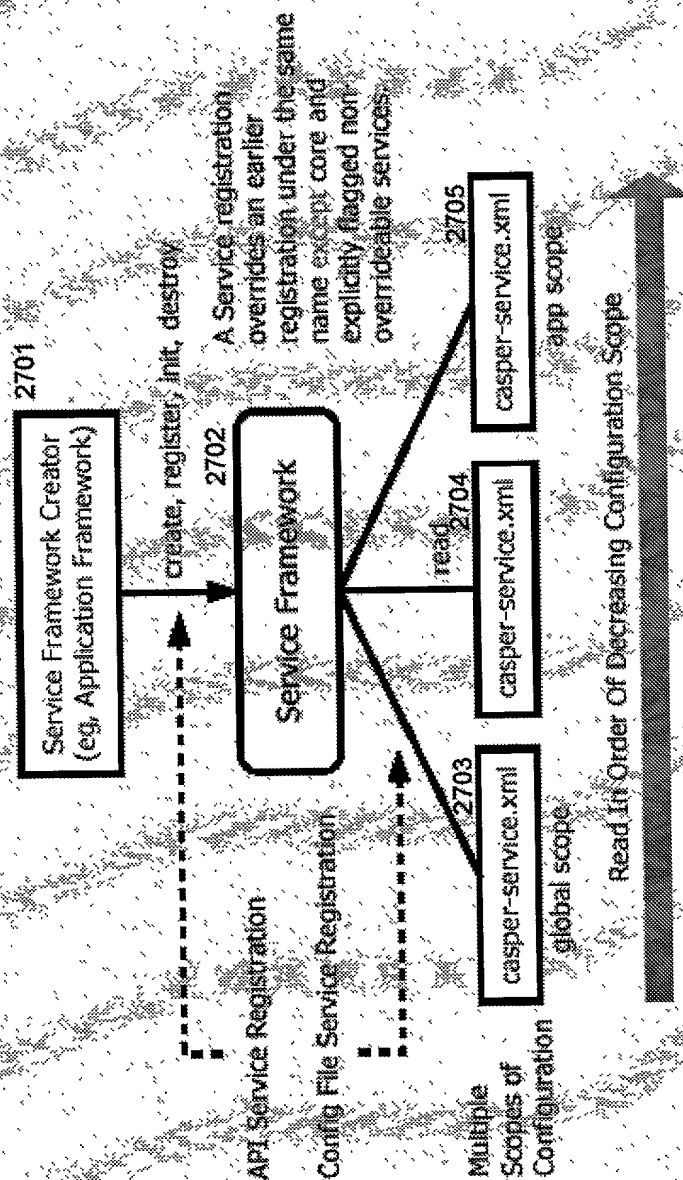 2701
Service Framework Creator
(eg, Application Framework)
create, register, init, destroy
2702
Service Framework
A Service registration
overrides an earlier
registration under the same
name except core and
explicitly flagged non-
overrideable services.
API Service Registration
Config File Service Registration
read
2703
casper-service.xml
global scope
2704
casper-service.xml
2705
casper-service.xml
app scope
Multiple
Scopes of
Configuration
Read In Order Of Decreasing Configuration Scope